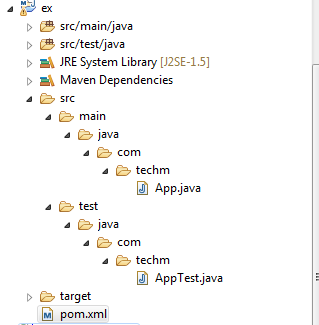 ex
src/main/java
src/test/java
JRE System Library [J2SE-1.5]
Maven Dependencies
src
main
java
com
techm
App.java
test
java
com
techm
AppTest.java
target
pom.xml